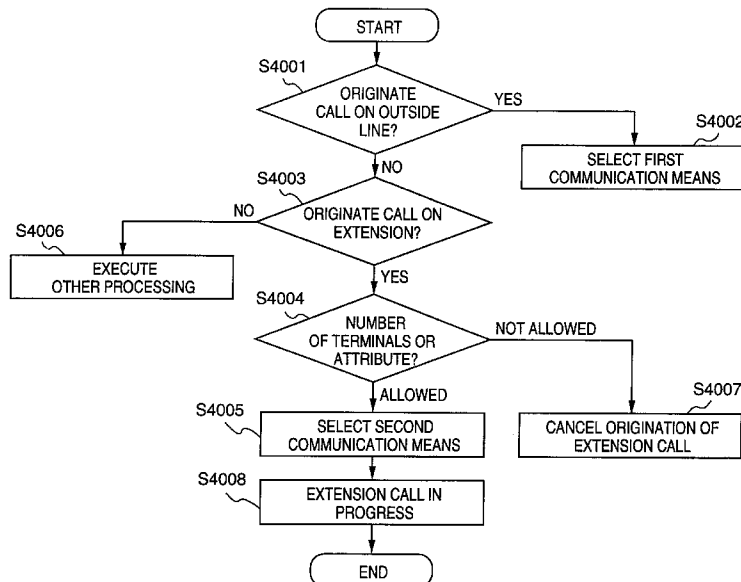 START
S4001
ORIGINATE
CALL ON OUTSIDE
LINE?
YES
S4002
SELECT FIRST
COMMUNICATION MEANS
NO
S4003
ORIGINATE CALL ON
EXTENSION?
NO
S4006
EXECUTE
OTHER PROCESSING
YES
S4004
NUMBER
OF TERMINALS OR
ATTRIBUTE?
NOT ALLOWED
S4007
CANCEL ORIGINATION OF
EXTENSION CALL
ALLOWED
S4005
SELECT SECOND
COMMUNICATION MEANS
S4008
EXTENSION CALL IN
PROGRESS
END